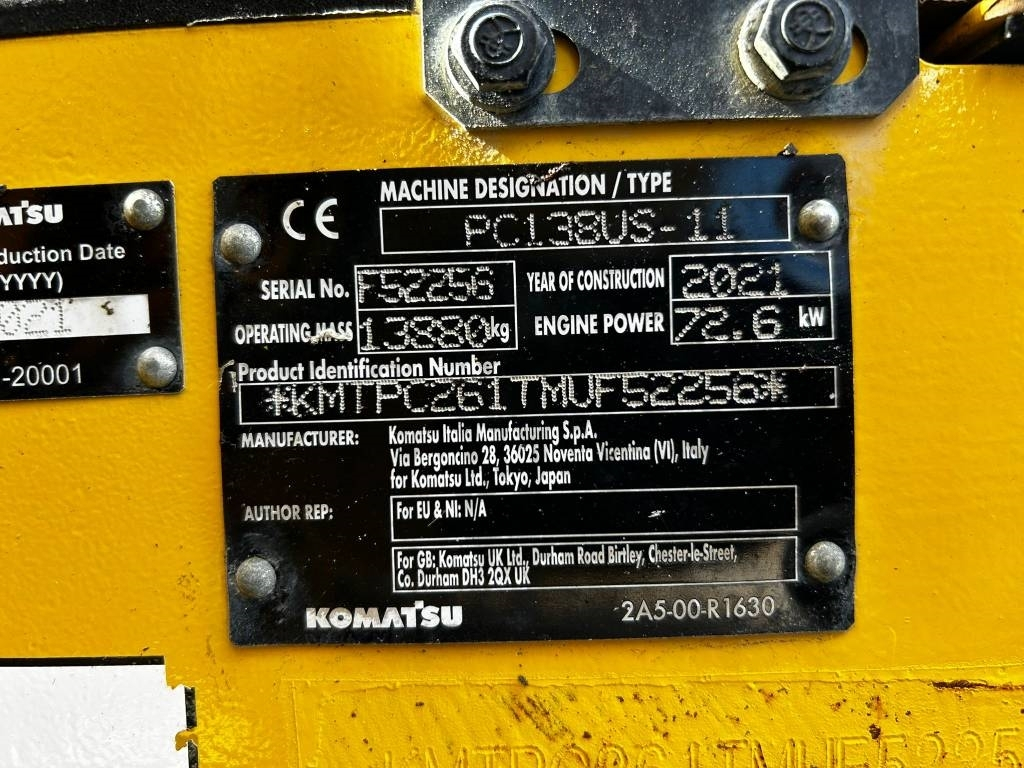 CE
MACHINE DESIGNATION / TYPE
PC138US-11
SERIAL No. F52256 YEAR OF CONSTRUCTION 2021
OPERATING MASS 13880 kg ENGINE POWER 72.6 kW
Product Identification Number
*KMTPC261TMUF52256*
MANUFACTURER: Komatsu Italia Manufacturing S.p.A.
Via Bergoncino 28, 36025 Noventa Vicentina (VI), Italy
for Komatsu Ltd., Tokyo, Japan
AUTHOR REP: For EU & NI: N/A
For GB: Komatsu UK Ltd., Durham Road Birtley, Chester-le-Street,
Co. Durham DH3 2QX UK
KOMATSU 2A5-00-R1630
ATSU
duction Date
YYYY)
021
-20001